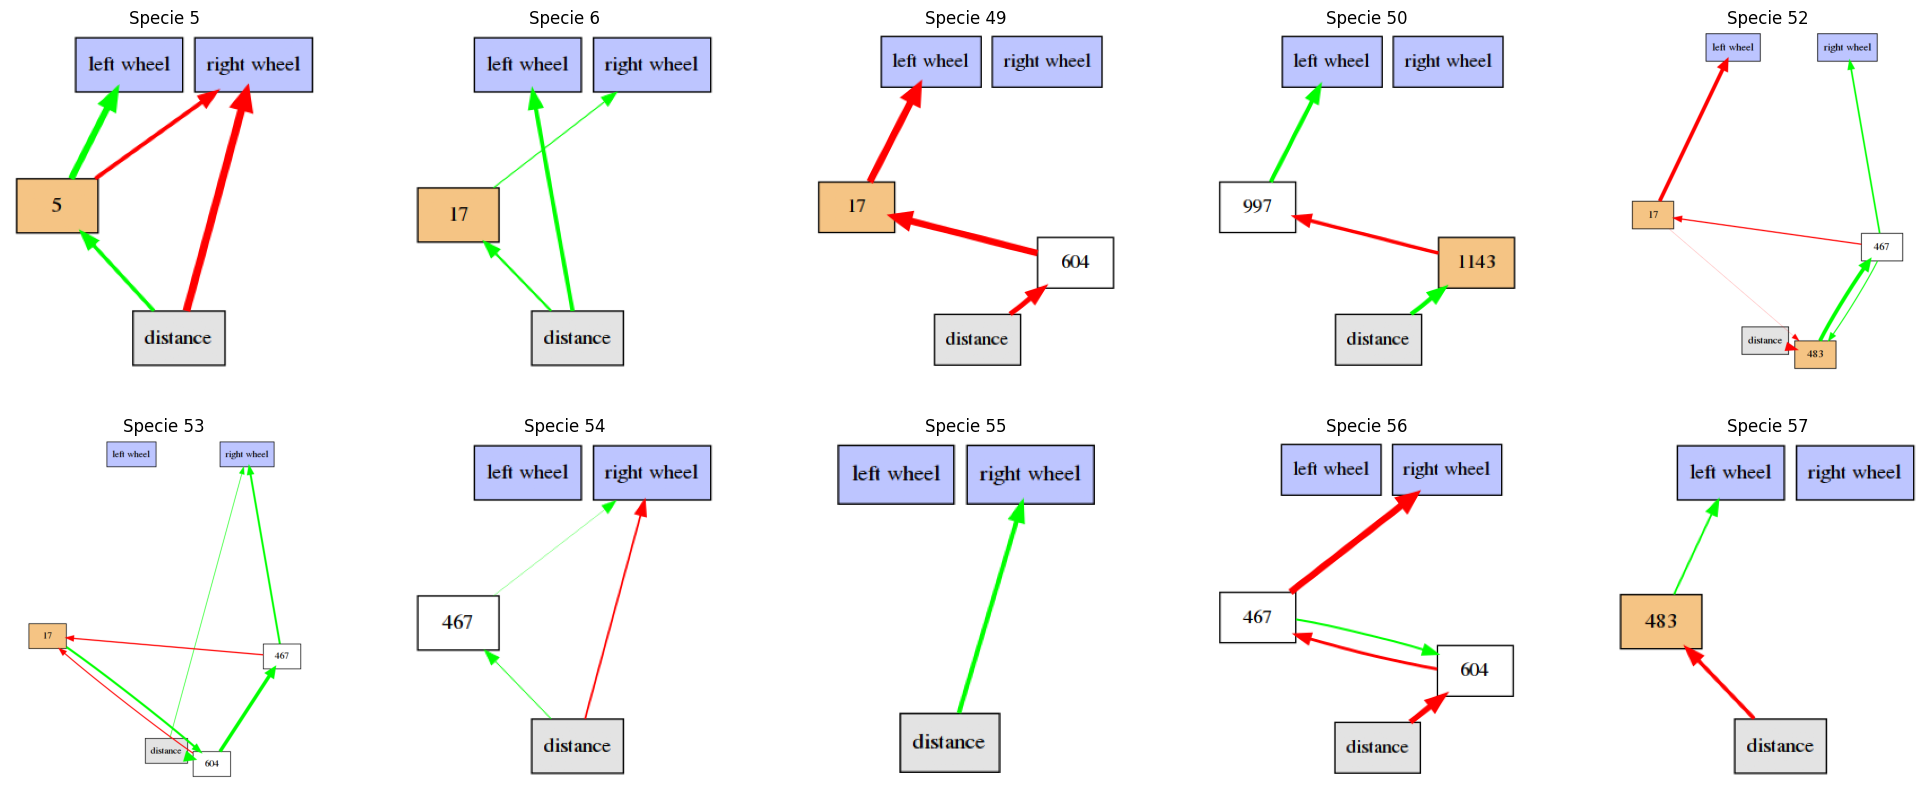 Specie 5
left wheel
right wheel
5
distance
Specie 6
left wheel
right wheel
17
distance
Specie 49
left wheel
right wheel
17
604
distance
Specie 50
left wheel
right wheel
997
1143
distance
Specie 52
left wheel
right wheel
17
467
distance
483
Specie 53
left wheel
right wheel
17
467
distance
604
Specie 54
left wheel
right wheel
467
distance
Specie 55
left wheel
right wheel
distance
Specie 56
left wheel
right wheel
467
604
distance
Specie 57
left wheel
right wheel
483
distance